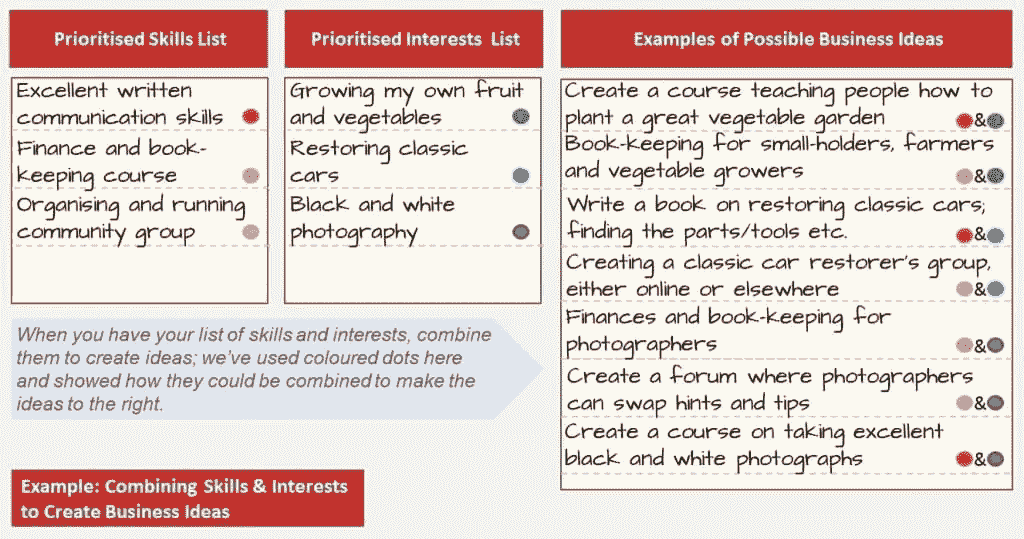 Prioritised Skills List
Excellent written
communication skills
Finance and book-
keeping course
Organising and running
community group
Prioritised Interests List
Growing my own fruit
and vegetables
Restoring classic
cars
Black and white
photography
Examples of Possible Business Ideas
Create a course teaching people how to
plant a great vegetable garden
&
Book-keeping for small-holders, farmers
and vegetable growers
&
Write a book on restoring classic cars;
finding the parts/tools etc.
&
Creating a classic car restorer's group,
either online or elsewhere
&
Finances and book-keeping for
photographers
&
Create a forum where photographers
can swap hints and tips
&
Create a course on taking excellent
black and white photographs
&
When you have your list of skills and interests, combine
them to create ideas; we've used coloured dots here
and showed how they could be combined to make the
ideas to the right.
Example: Combining Skills & Interests
to Create Business Ideas